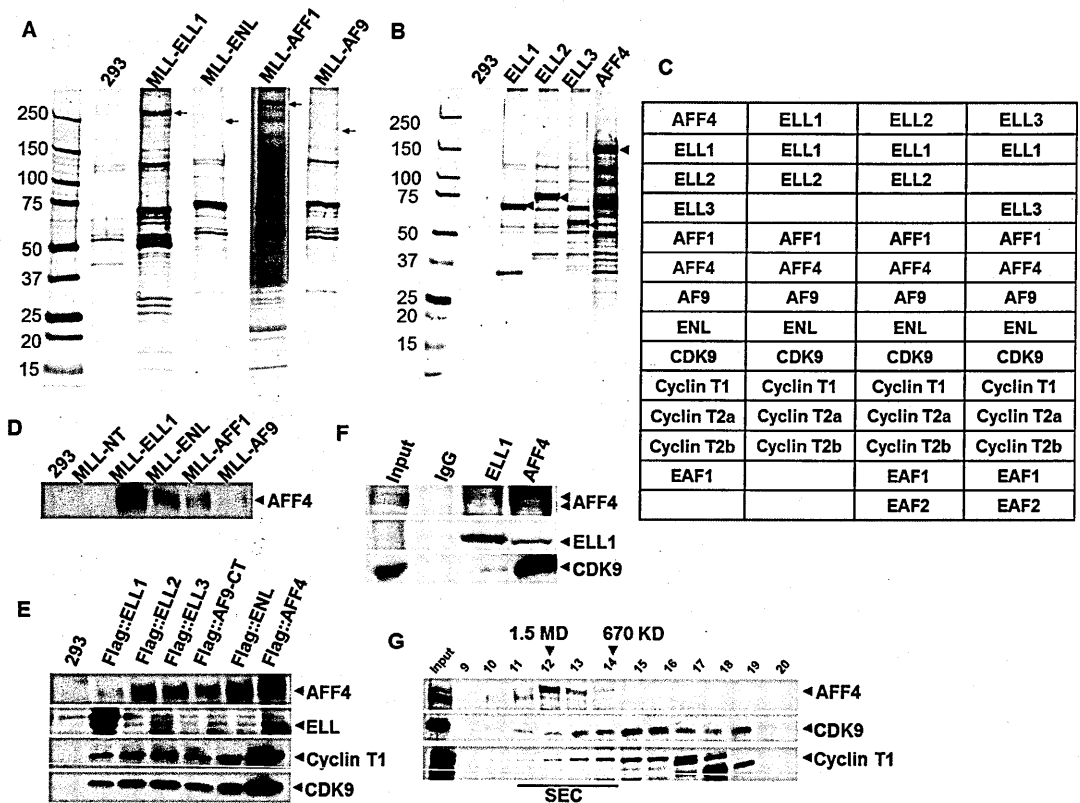 A
293
MLL-ELL1
MLL-ENL
MLL-AFF1
MLL-AF9
250
150
100
75
50
37
25
20
15
B
293
ELL1
ELL2
ELL3
AFF4
250
150
100
75
50
37
25
20
15
C
AFF4 ELL1 ELL2 ELL3
ELL1 ELL1 ELL1 ELL1
ELL2 ELL2 ELL2
ELL3 ELL3
AFF1 AFF1 AFF1 AFF1
AFF4 AFF4 AFF4 AFF4
AF9 AF9 AF9 AF9
ENL ENL ENL ENL
CDK9 CDK9 CDK9 CDK9
Cyclin T1 Cyclin T1 Cyclin T1 Cyclin T1
Cyclin T2a Cyclin T2a Cyclin T2a Cyclin T2a
Cyclin T2b Cyclin T2b Cyclin T2b Cyclin T2b
EAF1 EAF1 EAF1
EAF2 EAF2
D
293
MLL-NT
MLL-ELL1
MLL-ENL
MLL-AFF1
MLL-AF9
AFF4
F
Input
IgG
ELL1
AFF4
AFF4
ELL1
CDK9
E
293
Flag::ELL1
Flag::ELL2
Flag::ELL3
Flag::AF9-CT
Flag::ENL
Flag::AFF4
AFF4
ELL
Cyclin T1
CDK9
G
1.5 MD 670 KD
Input 9 10 11 12 13 14 15 16 17 18 19 20
AFF4
CDK9
Cyclin T1
SEC